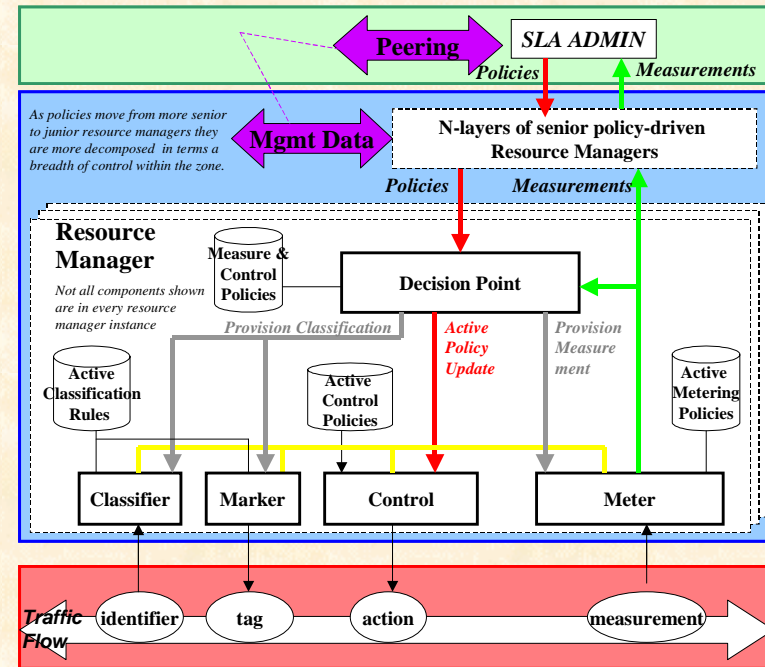 Peering
SLA ADMIN
Policies
Measurements
As policies move from more senior
to junior resource managers they
are more decomposed in terms a
breadth of control within the zone.
Mgmt Data
N-layers of senior policy-driven
Resource Managers
Policies
Measurements
Resource
Manager
Not all components shown
are in every resource
manager instance
Measure &
Control
Policies
Decision Point
Provision Classification
Active
Policy
Update
Provision
Measure
ment
Active
Classification
Rules
Active
Control
Policies
Active
Metering
Policies
Classifier
Marker
Control
Meter
Traffic
Flow
identifier
tag
action
measurement